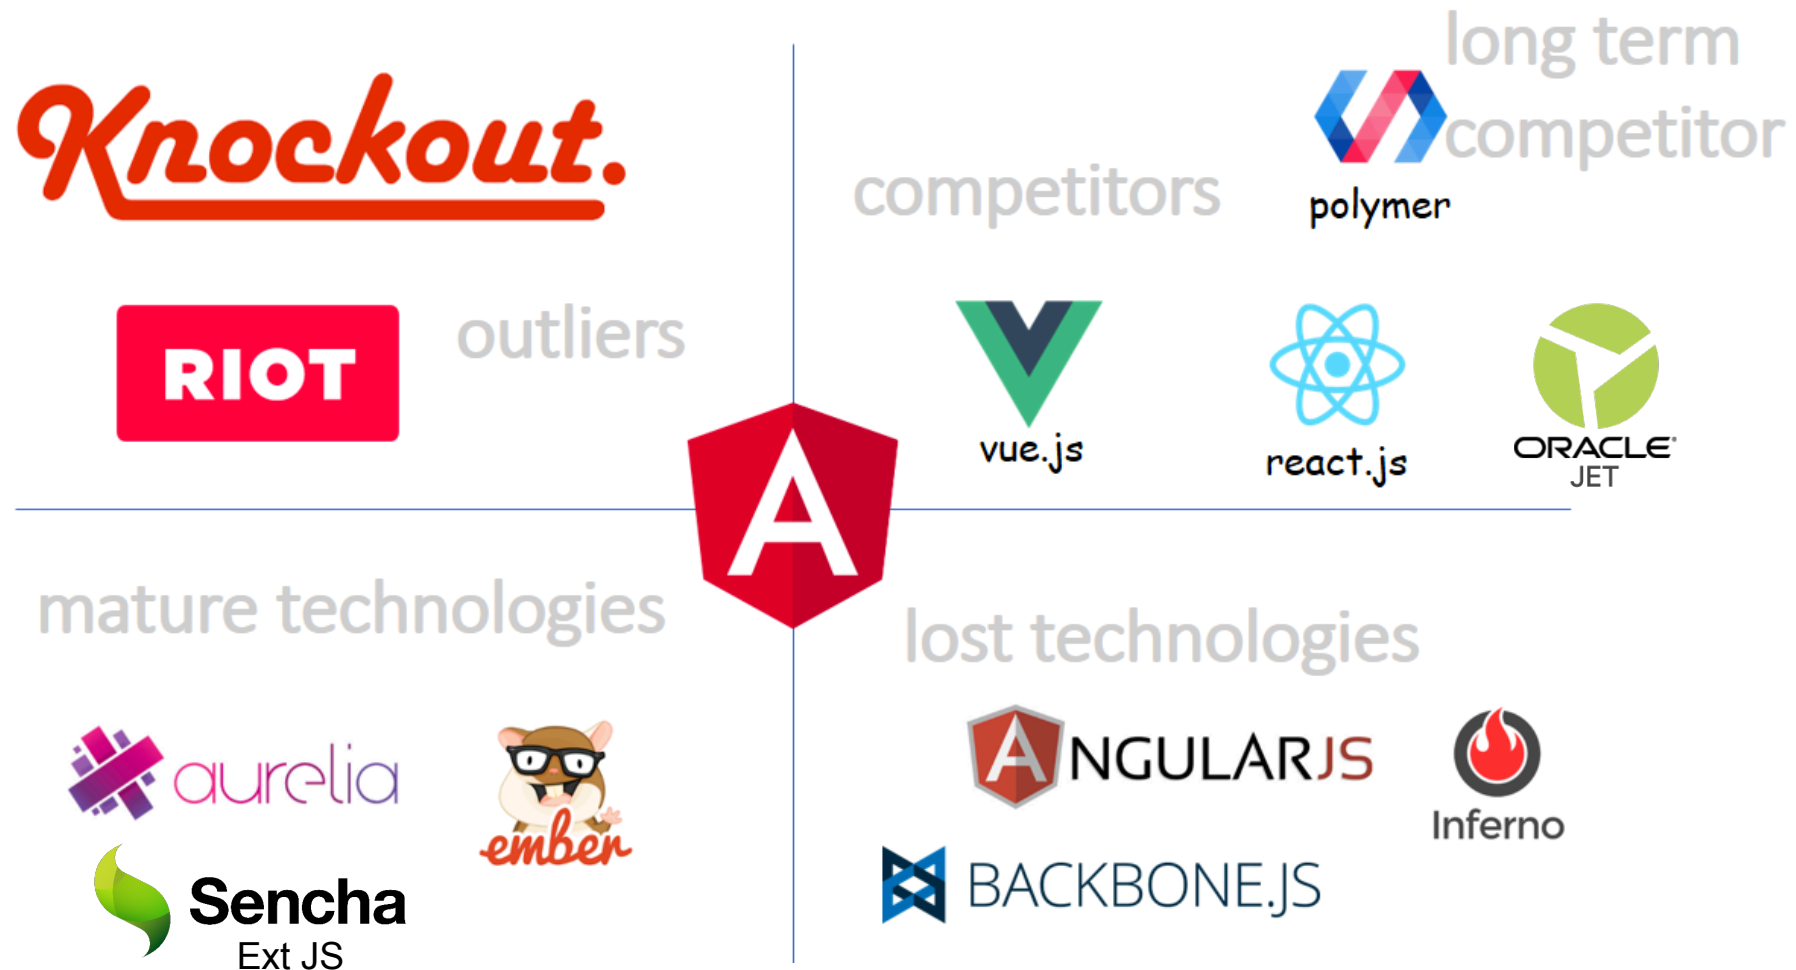 Knockout.
RIOT
outliers
long term
competitor
competitors
polymer
vue.js
react.js
ORACLE®
JET
A
mature technologies
aurelia
ember
Sencha
Ext JS
lost technologies
ANGULARJS
Inferno
BACKBONE.JS